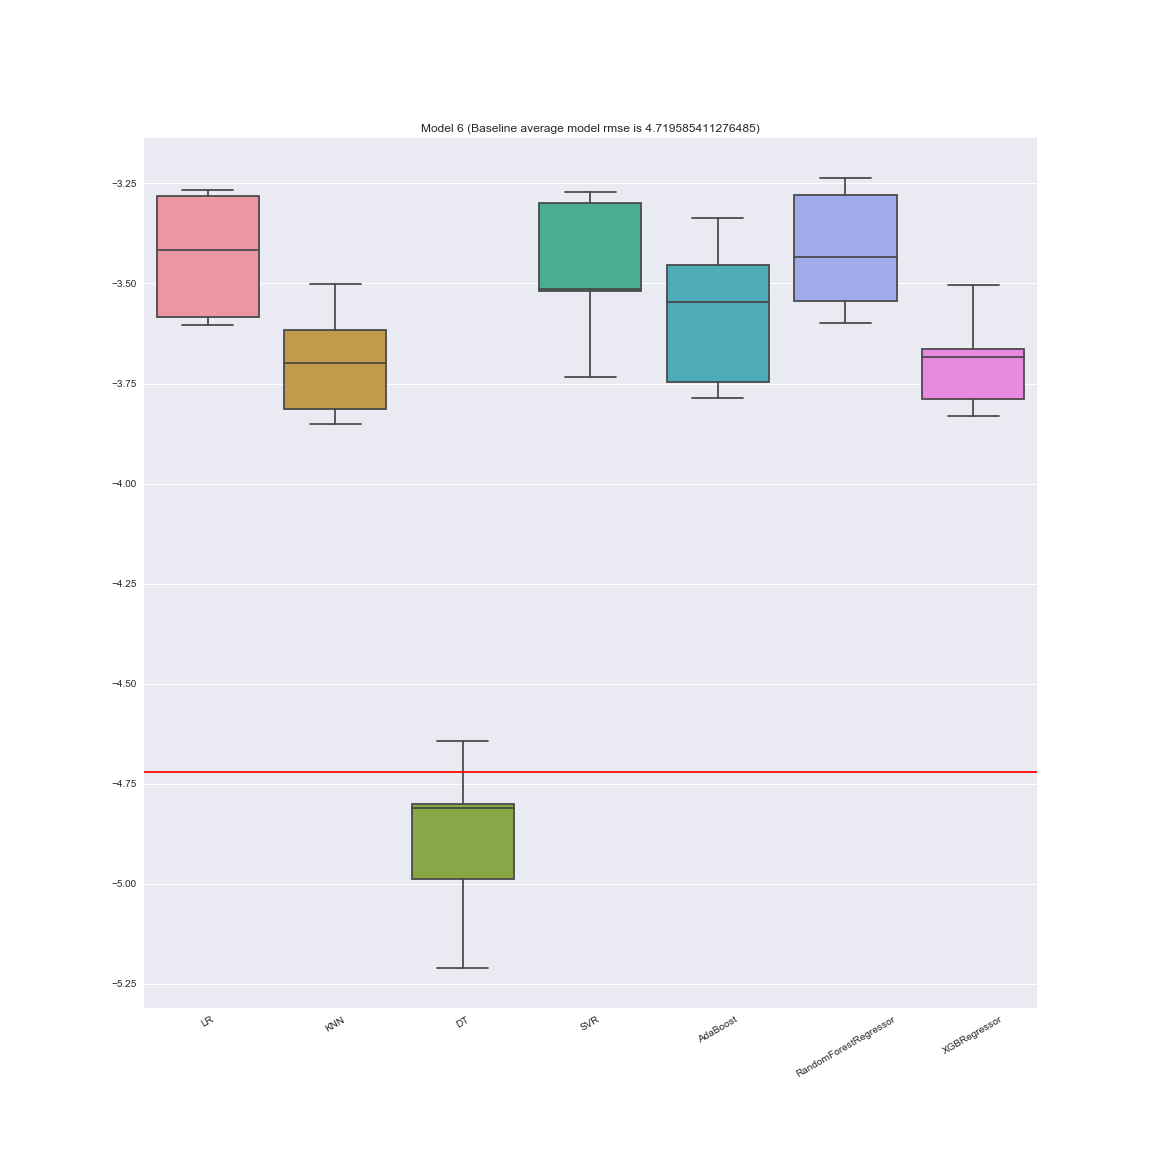 Model 6 (Baseline average model rmse is 4.719585411276485)
−3.25
−3.50
−3.75
−4.00
−4.25
−4.50
−4.75
−5.00
−5.25
LR
KNN
DT
SVR
AdaBoost
RandomForestRegressor
XGBRegressor